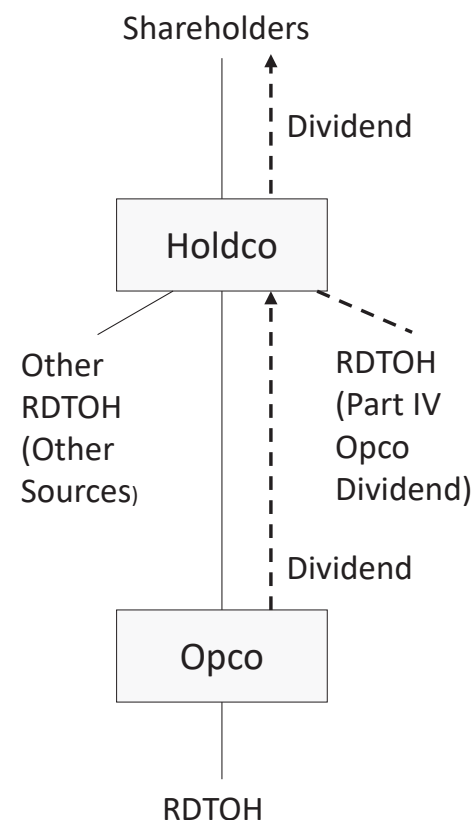 Shareholders
Dividend
Holdco
Other
RDTOH
(Other
Sources)
RDTOH
(Part IV
Opco
Dividend)
Dividend
Opco
RDTOH